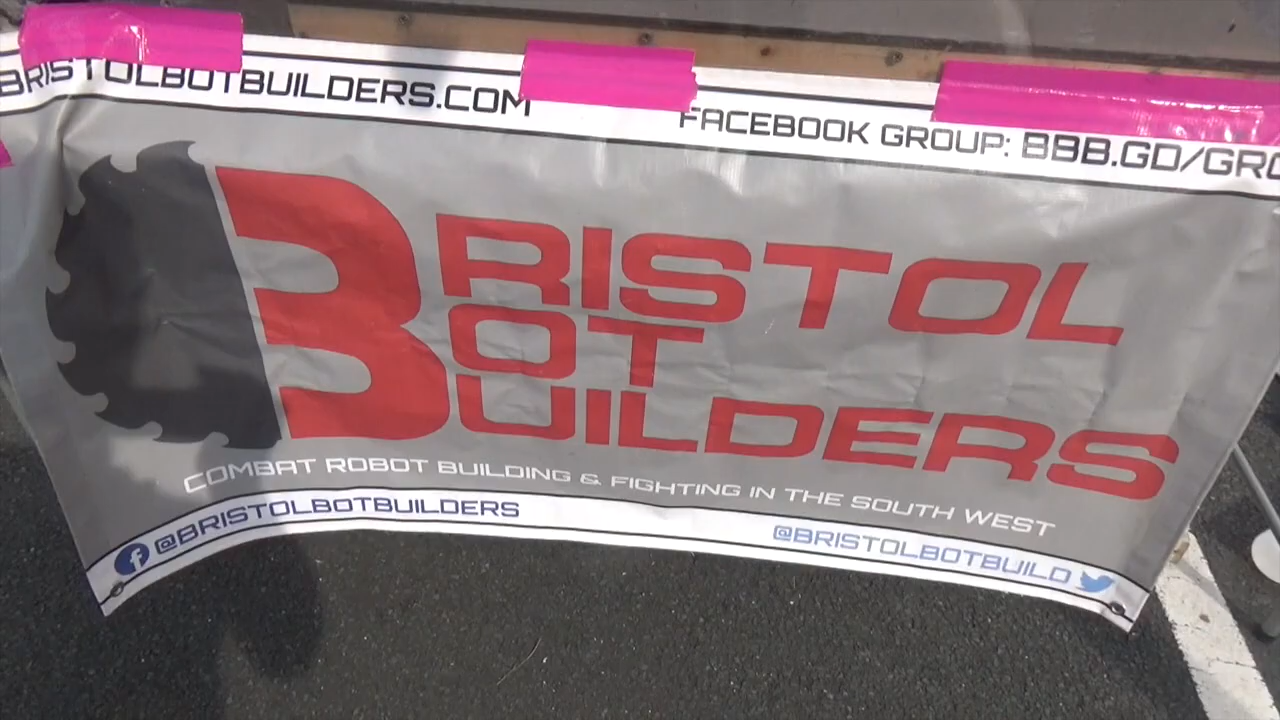 BRISTOLBOTBUILDERS.COM
FACEBOOK GROUP: BBB.GD/GRO
BRISTOL
BOT
BUILDERS
COMBAT ROBOT BUILDING & FIGHTING IN THE SOUTH WEST
@BRISTOLBOTBUILDERS
@BRISTOLBOTBUILD